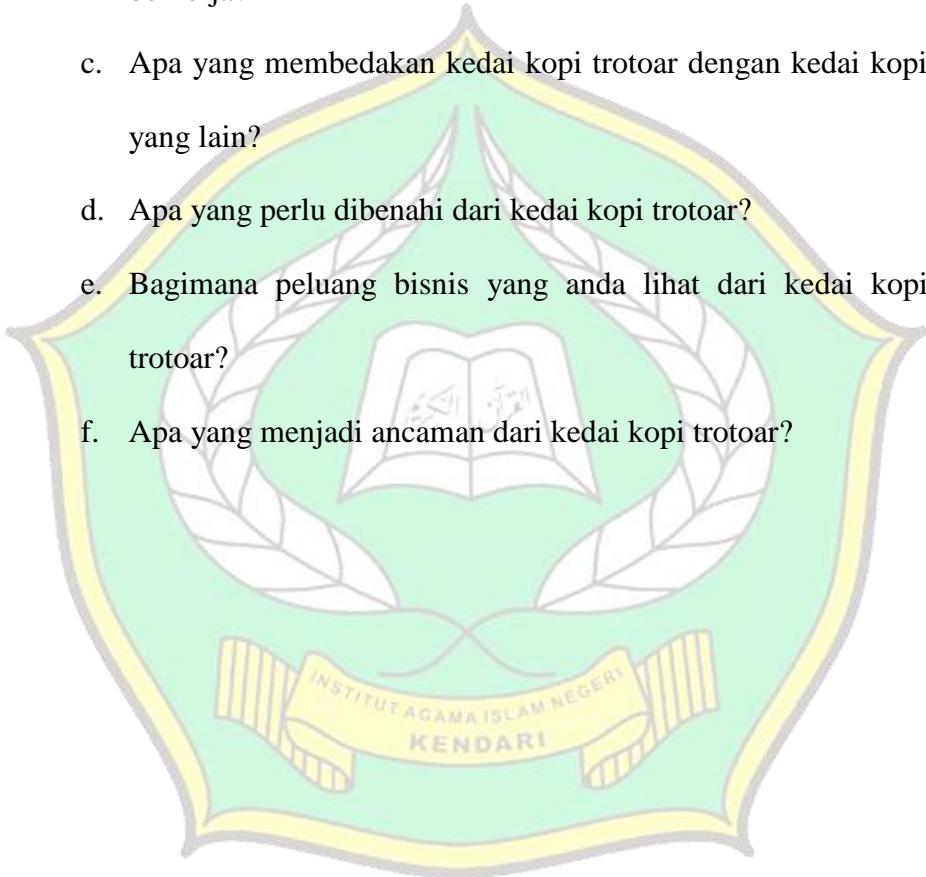 c. Apa yang membedakan kedai kopi trotoar dengan kedai kopi
yang lain?
d. Apa yang perlu dibenahi dari kedai kopi trotoar?
e. Bagimana peluang bisnis yang anda lihat dari kedai kopi
trotoar?
f. Apa yang menjadi ancaman dari kedai kopi trotoar?
القرآن الكريم
INSTITUT AGAMA ISLAM NEGERI
KENDARI